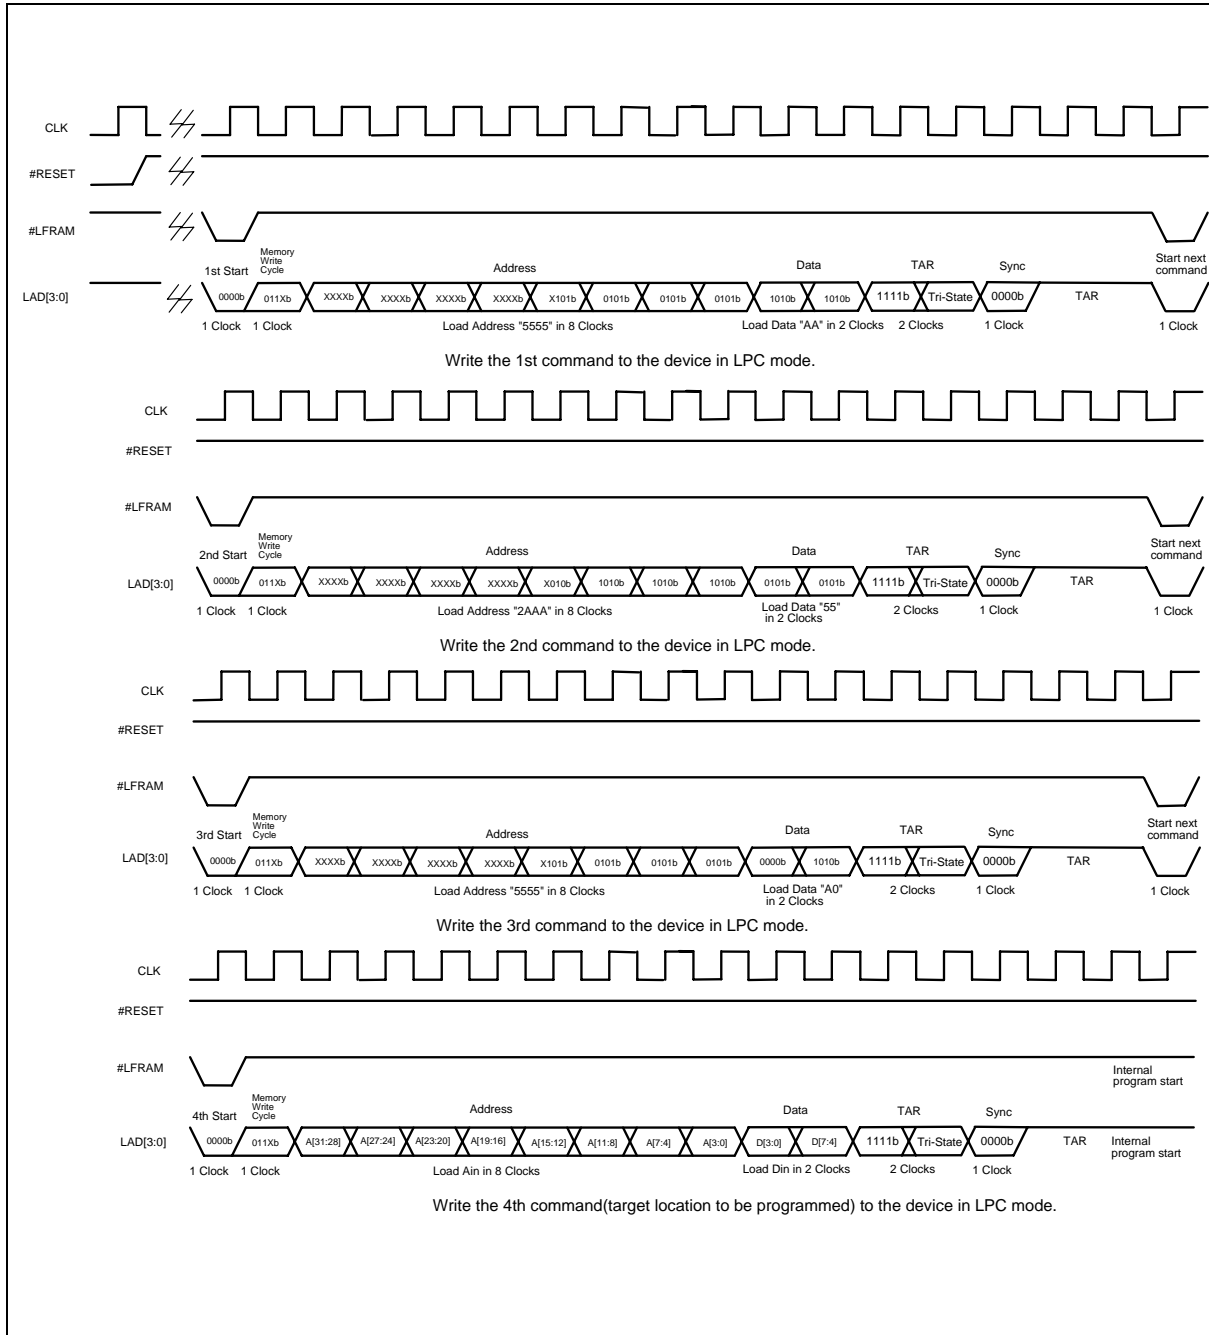 CLK
#RESET
#LFRAM
Memory
Write
Cycle
1st Start
Address
Data
TAR
Sync
Start next
command
LAD[3:0]
0000b 011Xb XXXXb XXXXb XXXXb XXXXb X101b 0101b 0101b 0101b 1010b 1010b 1111b Tri-State 0000b TAR
1 Clock 1 Clock Load Address "5555" in 8 Clocks Load Data "AA" in 2 Clocks 2 Clocks 1 Clock 1 Clock
Write the 1st command to the device in LPC mode.
CLK
#RESET
#LFRAM
Memory
Write
Cycle
2nd Start
Address
Data
TAR
Sync
Start next
command
LAD[3:0]
0000b 011Xb XXXXb XXXXb XXXXb XXXXb X010b 1010b 1010b 1010b 0101b 0101b 1111b Tri-State 0000b TAR
1 Clock 1 Clock Load Address "2AAA" in 8 Clocks
Load Data "55"
in 2 Clocks
2 Clocks 1 Clock 1 Clock
Write the 2nd command to the device in LPC mode.
CLK
#RESET
#LFRAM
Memory
Write
Cycle
3rd Start
Address
Data
TAR
Sync
Start next
command
LAD[3:0]
0000b 011Xb XXXXb XXXXb XXXXb XXXXb X101b 0101b 0101b 0101b 0000b 1010b 1111b Tri-State 0000b TAR
1 Clock 1 Clock Load Address "5555" in 8 Clocks
Load Data "A0"
in 2 Clocks
2 Clocks 1 Clock 1 Clock
Write the 3rd command to the device in LPC mode.
CLK
#RESET
#LFRAM
Internal
program start
Memory
Write
Cycle
4th Start
Address
Data
TAR
Sync
LAD[3:0]
0000b 011Xb A[31:28] A[27:24] A[23:20] A[19:16] A[15:12] A[11:8] A[7:4] A[3:0] D[3:0] D[7:4] 1111b Tri-State 0000b TAR
Internal
program start
1 Clock 1 Clock Load Ain in 8 Clocks Load Din in 2 Clocks 2 Clocks 1 Clock
Write the 4th command(target location to be programmed) to the device in LPC mode.